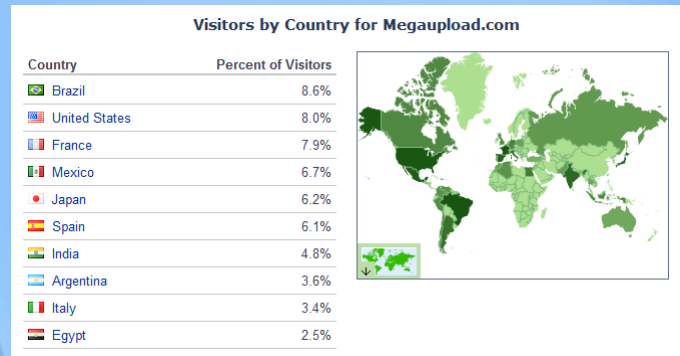 Visitors by Country for Megaupload.com
Country Percent of Visitors
Brazil 8.6%
United States 8.0%
France 7.9%
Mexico 6.7%
Japan 6.2%
Spain 6.1%
India 4.8%
Argentina 3.6%
Italy 3.4%
Egypt 2.5%